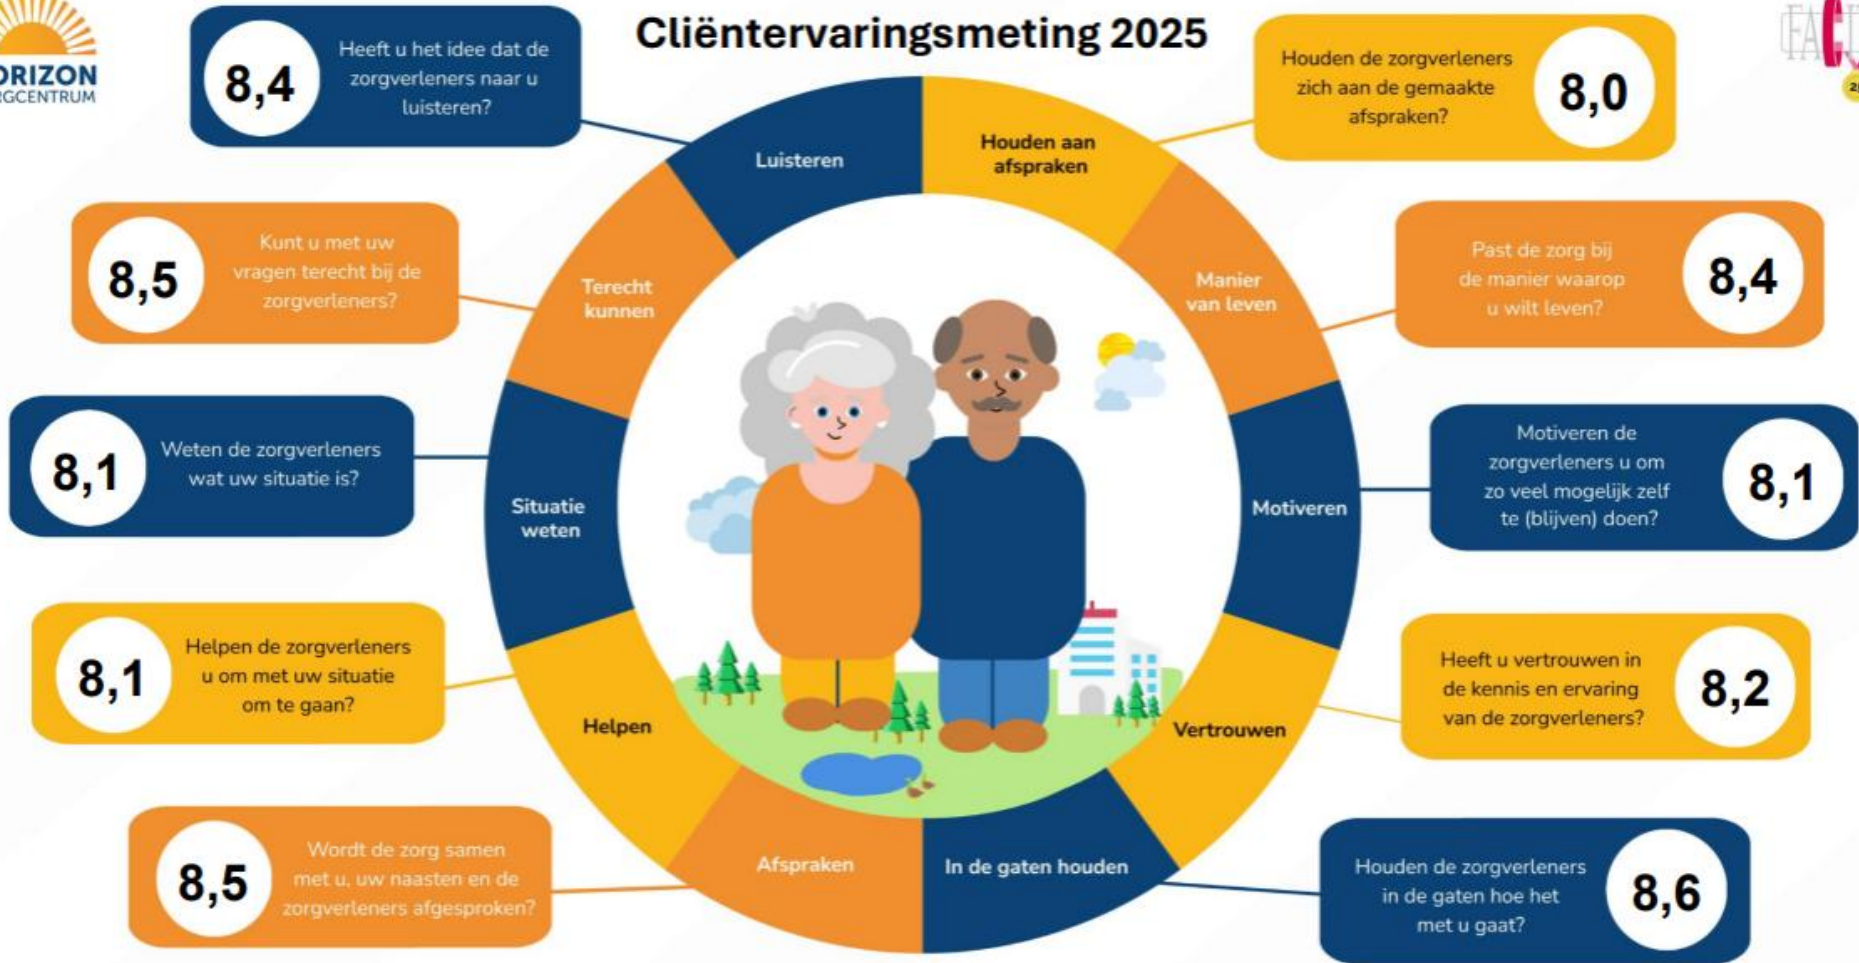 Cliëntervaringsmeting 2025
ORIZON
RGCENTRUM
8,4
Heeft u het idee dat de
zorgverleners naar u
luisteren?
Houden de zorgverleners
zich aan de gemaakte
afspraken?
8,0
8,5
Kunt u met uw
vragen terecht bij de
zorgverleners?
Past de zorg bij
de manier waarop
u wilt leven?
8,4
8,1
Weten de zorgverleners
wat uw situatie is?
Motiveren de
zorgverleners u om
zo veel mogelijk zelf
te (blijven) doen?
8,1
8,1
Helpen de zorgverleners
u om met uw situatie
om te gaan?
Heeft u vertrouwen in
de kennis en ervaring
van de zorgverleners?
8,2
8,5
Wordt de zorg samen
met u, uw naasten en de
zorgverleners afgesproken?
Houden de zorgverleners
in de gaten hoe het
met u gaat?
8,6
Luisteren
Houden aan
afspraken
Terecht
kunnen
Manier
van leven
Situatie
weten
Motiveren
Helpen
Vertrouwen
Afspraken
In de gaten houden